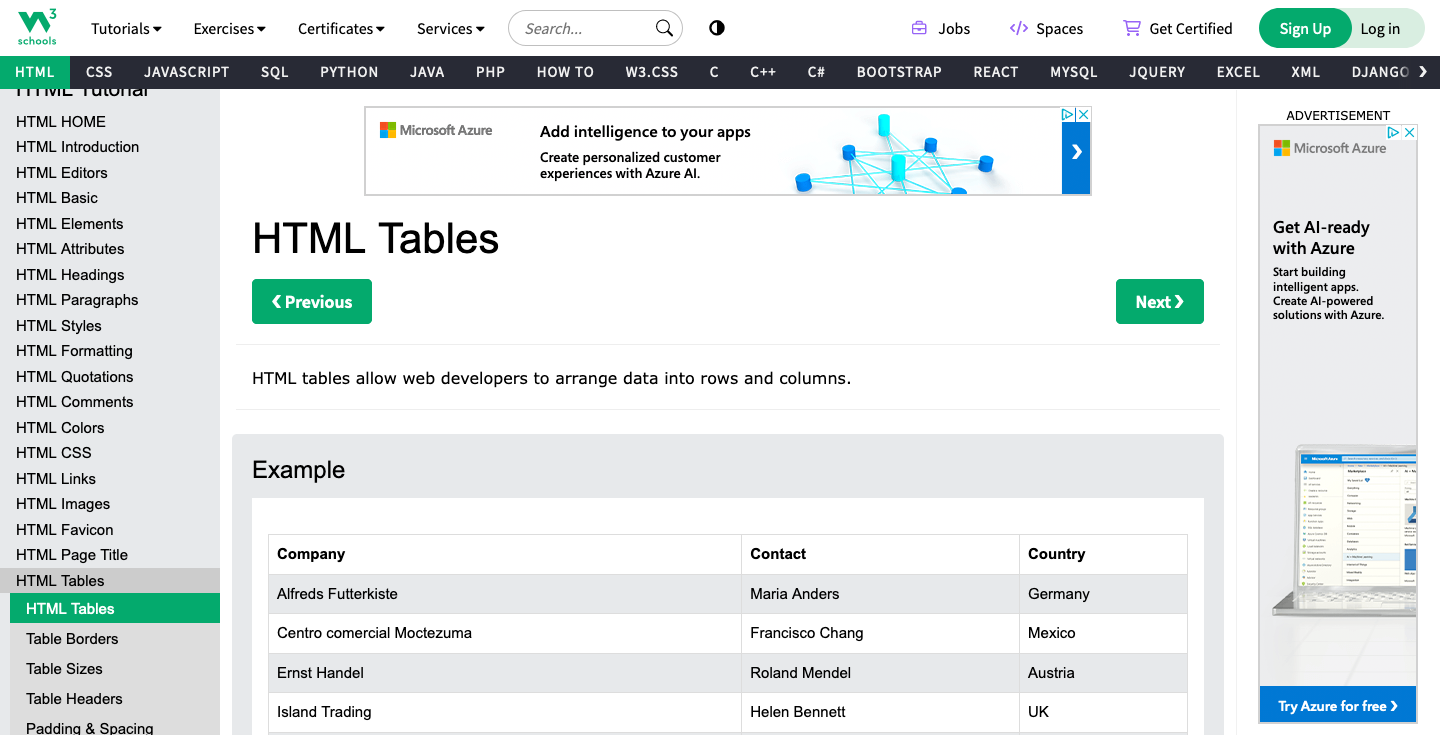 3
schools
Tutorials
Exercises
Certificates
Services
Search...
Jobs
Spaces
Get Certified
Sign Up
Log in
HTML
CSS
JAVASCRIPT
SQL
PYTHON
JAVA
PHP
HOW TO
W3.CSS
C
C++
C#
BOOTSTRAP
REACT
MYSQL
JQUERY
EXCEL
XML
DJANGO
HTML Tutorial
HTML HOME
HTML Introduction
HTML Editors
HTML Basic
HTML Elements
HTML Attributes
HTML Headings
HTML Paragraphs
HTML Styles
HTML Formatting
HTML Quotations
HTML Comments
HTML Colors
HTML CSS
HTML Links
HTML Images
HTML Favicon
HTML Page Title
HTML Tables
HTML Tables
Table Borders
Table Sizes
Table Headers
Padding & Spacing
Microsoft Azure
Add intelligence to your apps
Create personalized customer
experiences with Azure AI.
HTML Tables
❮ Previous
Next ❯
HTML tables allow web developers to arrange data into rows and columns.
Example
Company Contact Country
Alfreds Futterkiste Maria Anders Germany
Centro comercial Moctezuma Francisco Chang Mexico
Ernst Handel Roland Mendel Austria
Island Trading Helen Bennett UK
ADVERTISEMENT
Microsoft Azure
Get AI-ready
with Azure
Start building
intelligent apps.
Create AI-powered
solutions with Azure.
Try Azure for free ❯